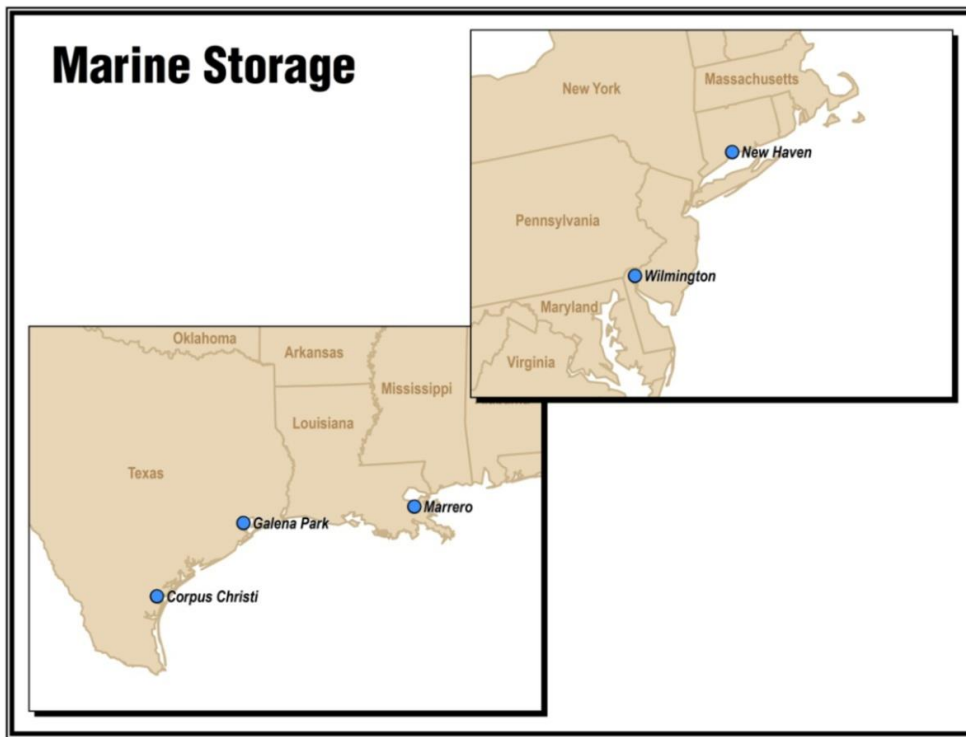 Marine Storage
New York
Massachusetts
New Haven
Pennsylvania
Wilmington
Maryland
Virginia
Oklahoma
Arkansas
Mississippi
Louisiana
Texas
Marrero
Galena Park
Corpus Christi